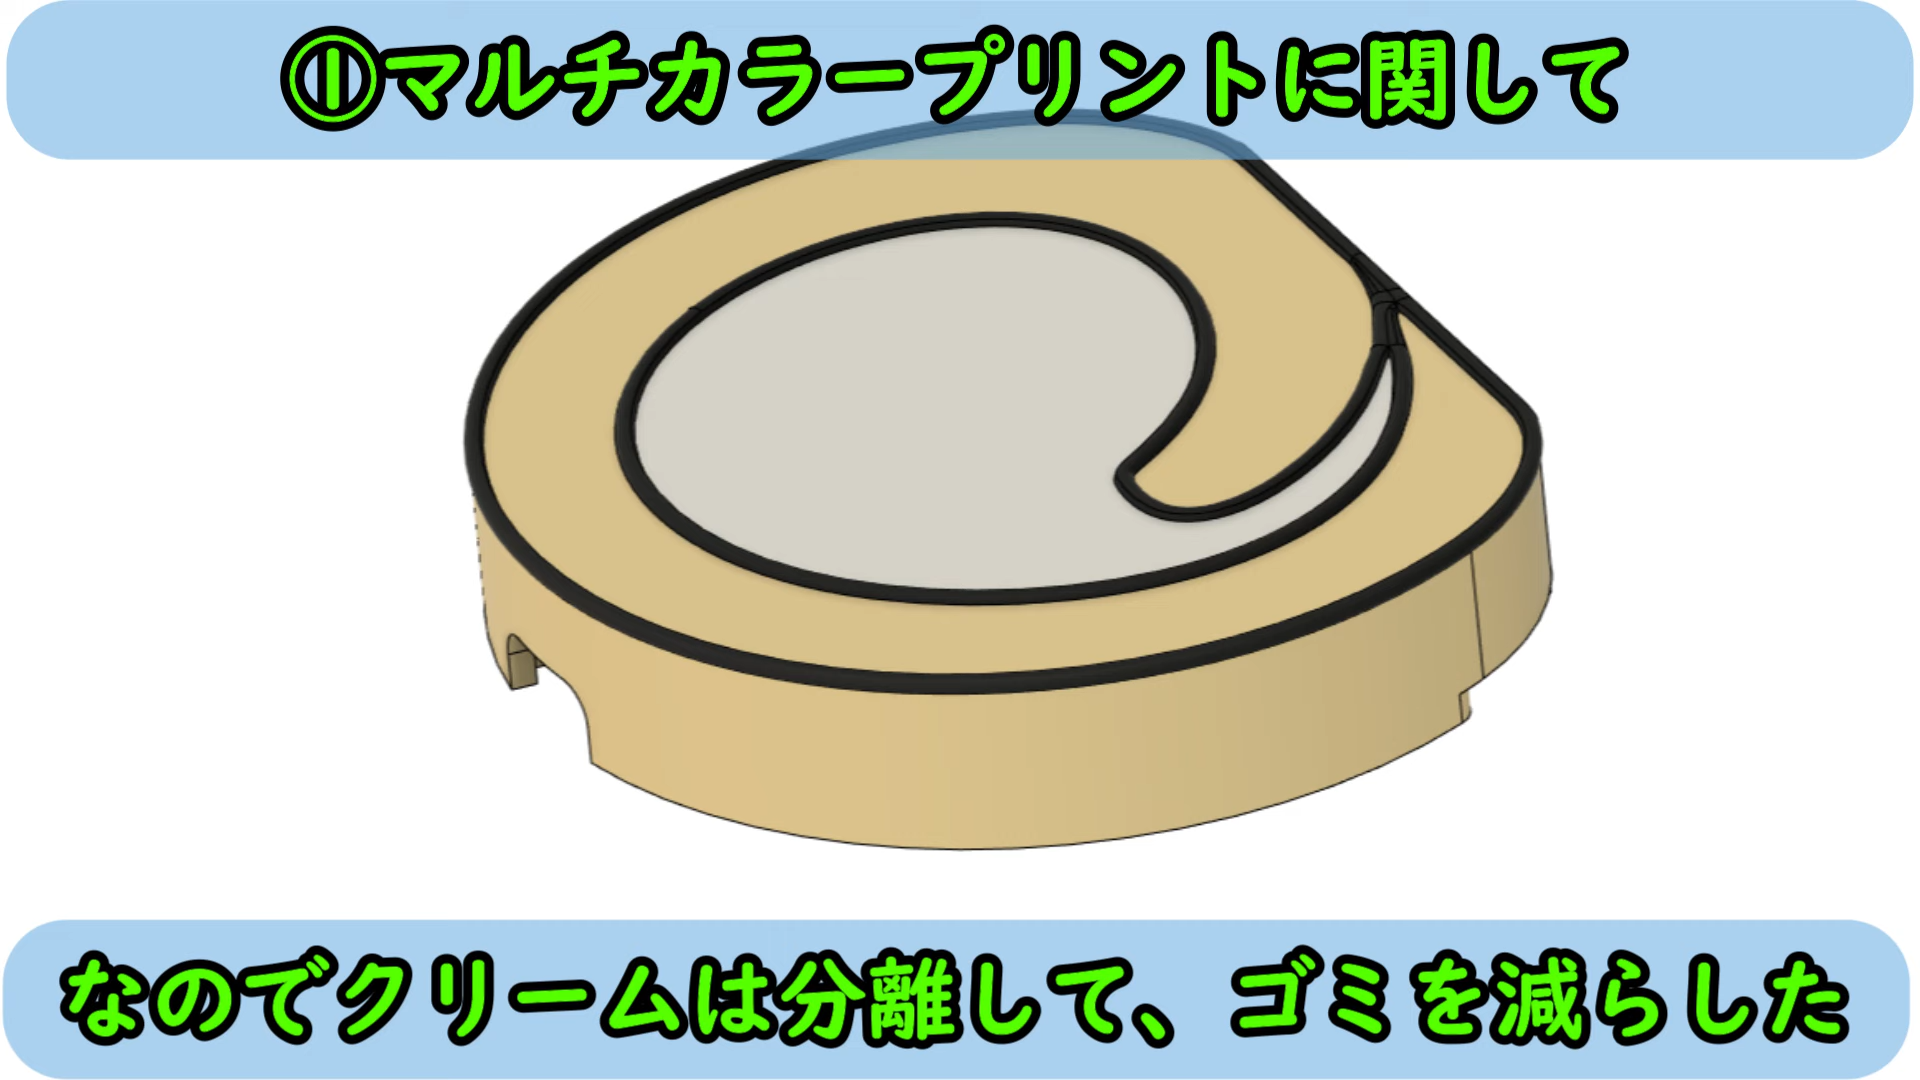 ①マルチカラープリントに関して
なのでクリームは分離して、ゴミを減らした